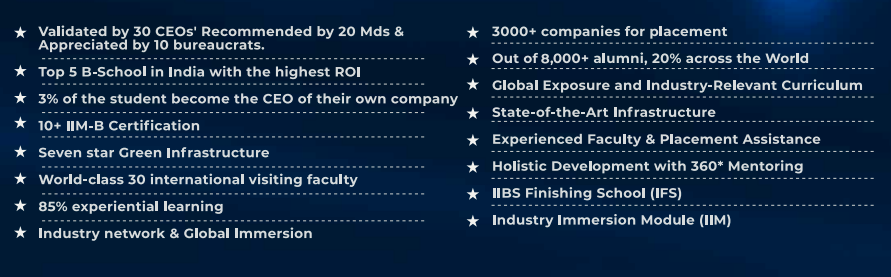 ★ Validated by 30 CEOs' Recommended by 20 Mds &
Appreciated by 10 bureaucrats.
★ Top 5 B-School in India with the highest ROI
★ 3% of the student become the CEO of their own company
★ 10+ IIM-B Certification
★ Seven star Green Infrastructure
★ World-class 30 international visiting faculty
★ 85% experiential learning
★ Industry network & Global Immersion
★ 3000+ companies for placement
★ Out of 8,000+ alumni, 20% across the World
★ Global Exposure and Industry-Relevant Curriculum
★ State-of-the-Art Infrastructure
★ Experienced Faculty & Placement Assistance
★ Holistic Development with 360* Mentoring
★ IIBS Finishing School (IFS)
★ Industry Immersion Module (IIM)